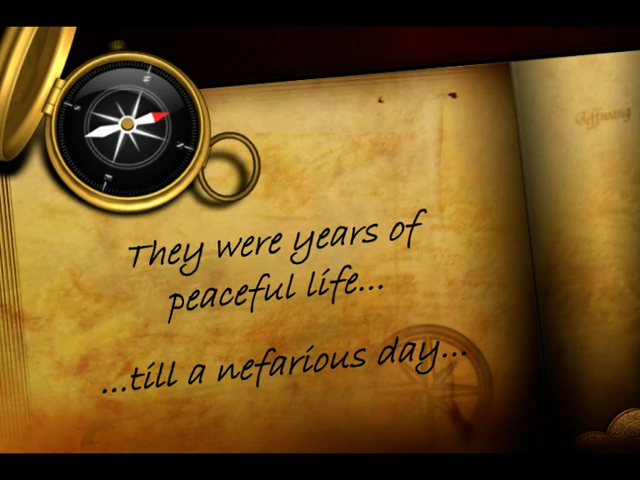 They were years of
peaceful life...
...till a nefarious day...